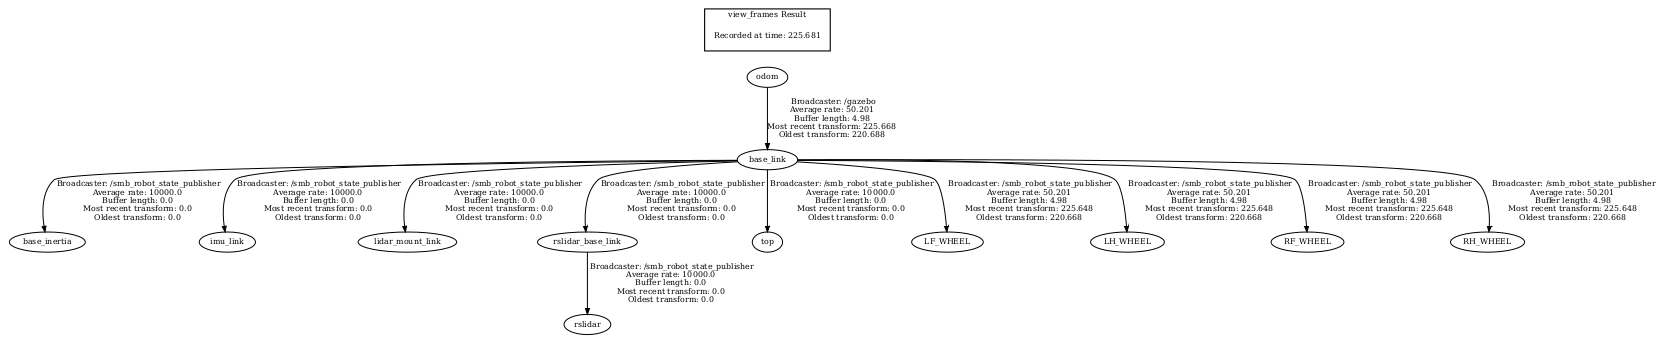 view_frames Result
Recorded at time: 225.681
odom
Broadcaster: /gazebo
Average rate: 50.201
Buffer length: 4.98
Most recent transform: 225.668
Oldest transform: 220.688
base_link
Broadcaster: /smb_robot_state_publisher
Average rate: 10000.0
Buffer length: 0.0
Most recent transform: 0.0
Oldest transform: 0.0
Broadcaster: /smb_robot_state_publisher
Average rate: 10000.0
Buffer length: 0.0
Most recent transform: 0.0
Oldest transform: 0.0
Broadcaster: /smb_robot_state_publisher
Average rate: 10000.0
Buffer length: 0.0
Most recent transform: 0.0
Oldest transform: 0.0
Broadcaster: /smb_robot_state_publisher
Average rate: 10000.0
Buffer length: 0.0
Most recent transform: 0.0
Oldest transform: 0.0
Broadcaster: /smb_robot_state_publisher
Average rate: 10000.0
Buffer length: 0.0
Most recent transform: 0.0
Oldest transform: 0.0
Broadcaster: /smb_robot_state_publisher
Average rate: 50.201
Buffer length: 4.98
Most recent transform: 225.648
Oldest transform: 220.668
Broadcaster: /smb_robot_state_publisher
Average rate: 50.201
Buffer length: 4.98
Most recent transform: 225.648
Oldest transform: 220.668
Broadcaster: /smb_robot_state_publisher
Average rate: 50.201
Buffer length: 4.98
Most recent transform: 225.648
Oldest transform: 220.668
Broadcaster: /smb_robot_state_publisher
Average rate: 50.201
Buffer length: 4.98
Most recent transform: 225.648
Oldest transform: 220.668
base_inertia
imu_link
lidar_mount_link
rslidar_base_link
top
LF_WHEEL
LH_WHEEL
RF_WHEEL
RH_WHEEL
Broadcaster: /smb_robot_state_publisher
Average rate: 10000.0
Buffer length: 0.0
Most recent transform: 0.0
Oldest transform: 0.0
rslidar